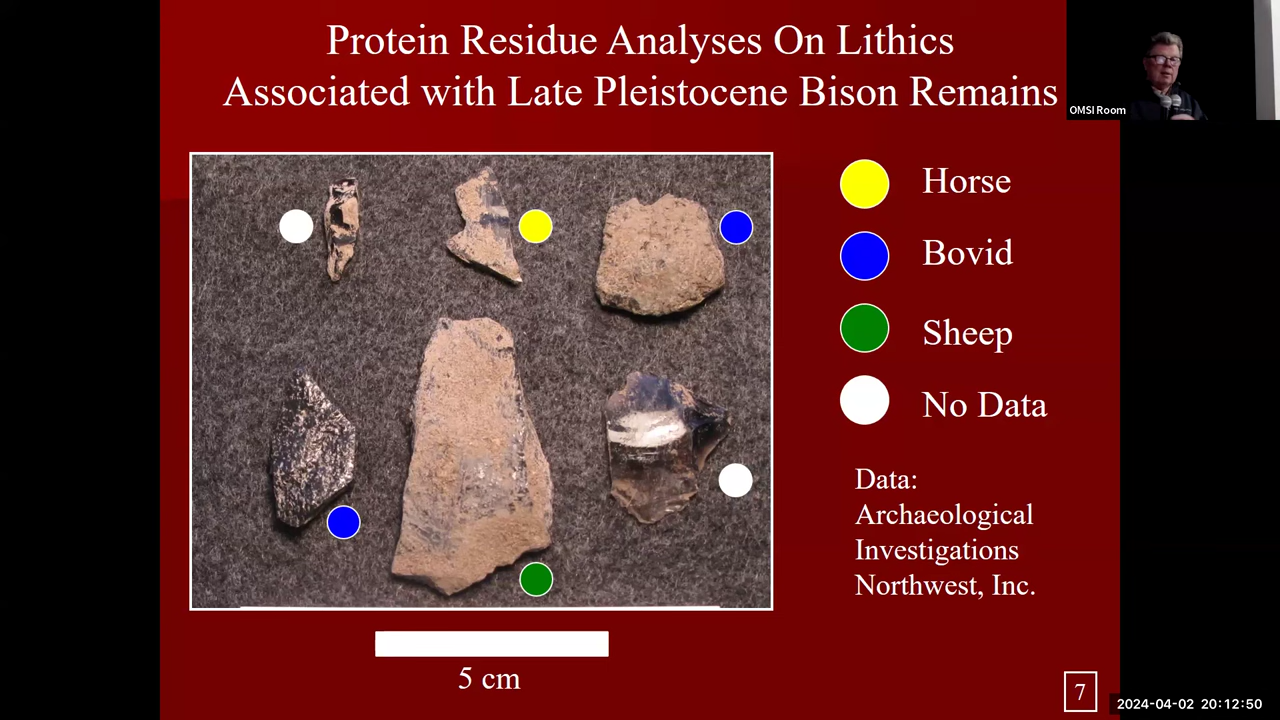 Protein Residue Analyses On Lithics
Associated with Late Pleistocene Bison Remains
OMSI Room
Horse
Bovid
Sheep
No Data
Data:
Archaeological
Investigations
Northwest, Inc.
5 cm
7
2024-04-02 20:12:50